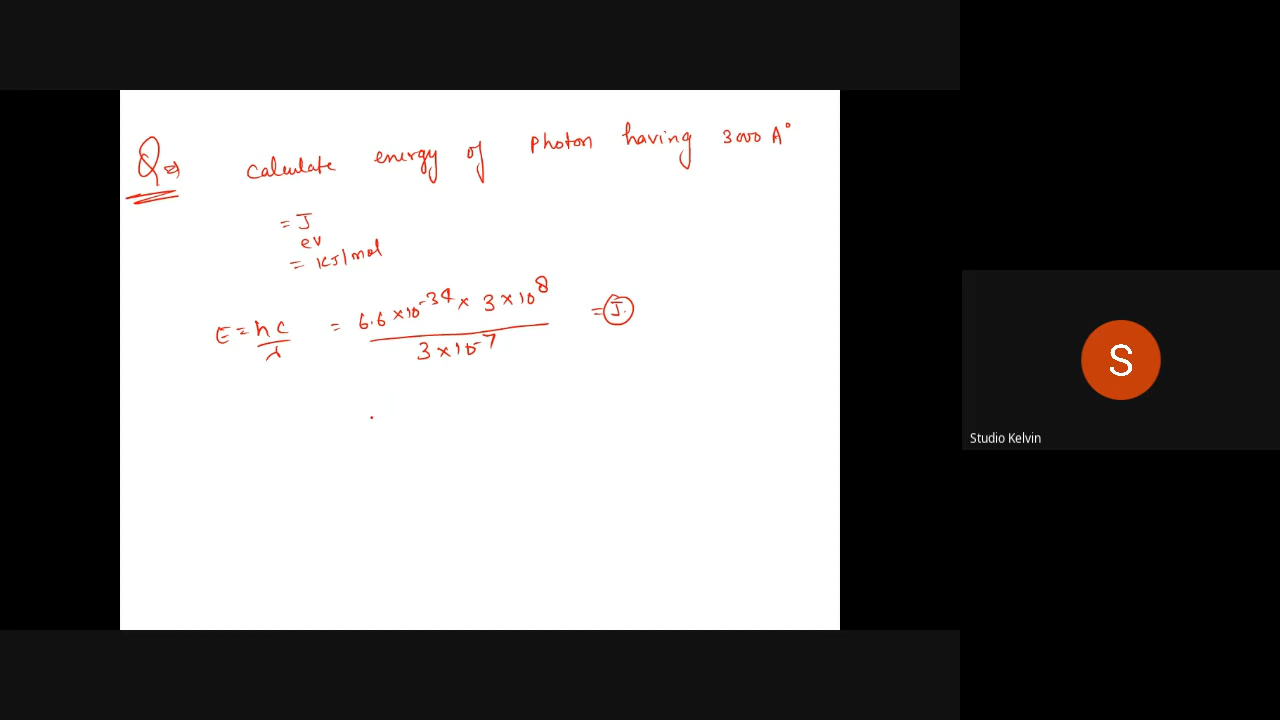 Q⇒ calculate energy of photon having 3000 A°
= J
ev
= KJ/mol
E = hc/λ = 6.6 × 10⁻³⁴ × 3 × 10⁸ / 3 × 10⁻⁷ = J.
S
Studio Kelvin